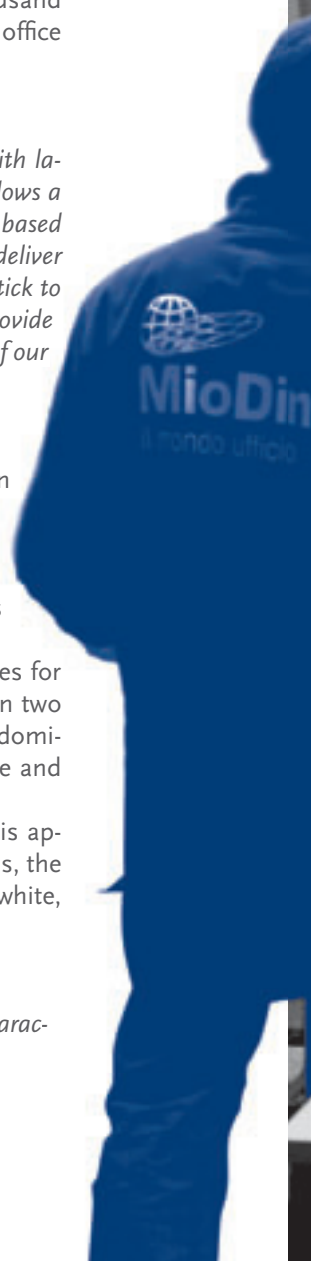 office
ith la-
lows a
based
deliver
tick to
ovide
f our
n
s
es for
n two
domi-
e and
is ap-
s, the
white,
arac-
MioDin
il mondo ufficio